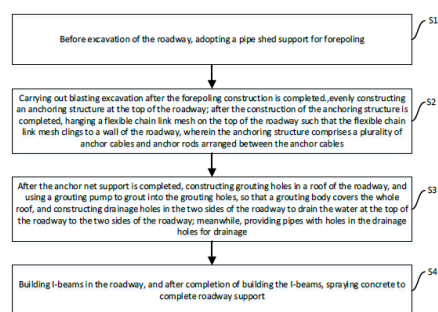 S1
Before excavation of the roadway, adopting a pipe shed support for forepoling
S2
Carrying out blasting excavation after the forepoling construction is completed.,evenly constructing
an anchoring structure at the top of the roadway; after the construction of the anchoring structure is
completed, hanging a flexible chain link mesh on the top of the roadway such that the flexible chain
link mesh clings to a wall of the roadway, wherein the anchoring structure comprises a plurality of
anchor cables and anchor rods arranged between the anchor cables
S3
After the anchor net support is completed, constructing grouting holes in a roof of the roadway, and
using a grouting pump to grout into the grouting holes, so that a grouting body covers the whole
roof, and constructing drainage holes in the two sides of the roadway to drain the water at the top of
the roadway to the two sides of the roadway; meanwhile, providing pipes with holes in the drainage
holes for drainage
S4
Building I-beams in the roadway, and after completion of building the I-beams, spraying concrete to
complete roadway support